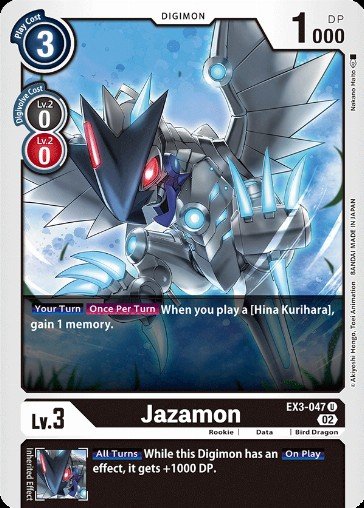 DIGIMON
Play Cost
3
DP
1000
Digivolve Cost
Lv.2
0
Lv.2
0
Nakano Haito
Your Turn Once Per Turn When you play a [Hina Kurihara],
gain 1 memory.
© Akiyoshi Hongo, Toei Animation BANDAI MADE IN JAPAN
Lv.3
Jazamon
EX3-047 U
02
Rookie | Data | Bird Dragon
Inherited Effect
All Turns While this Digimon has an On Play
effect, it gets +1000 DP.